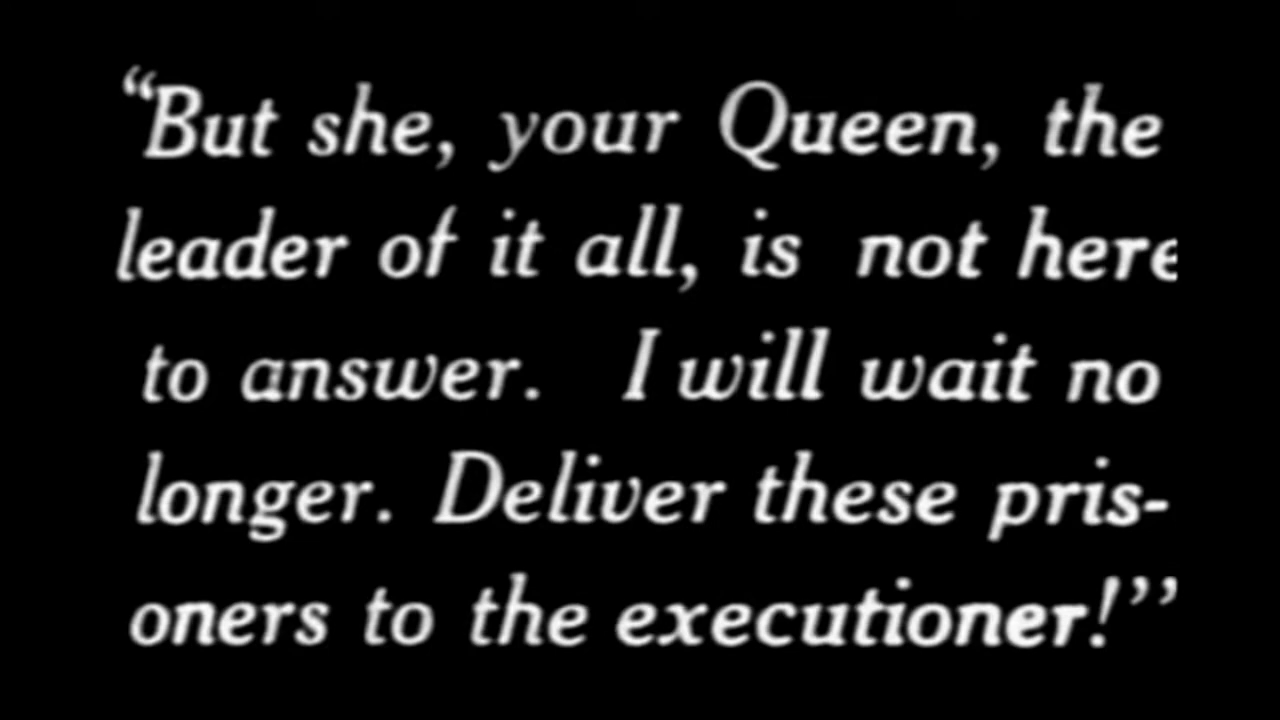 “But she, your Queen, the
leader of it all, is not here
to answer. I will wait no
longer. Deliver these pris-
oners to the executioner!’’